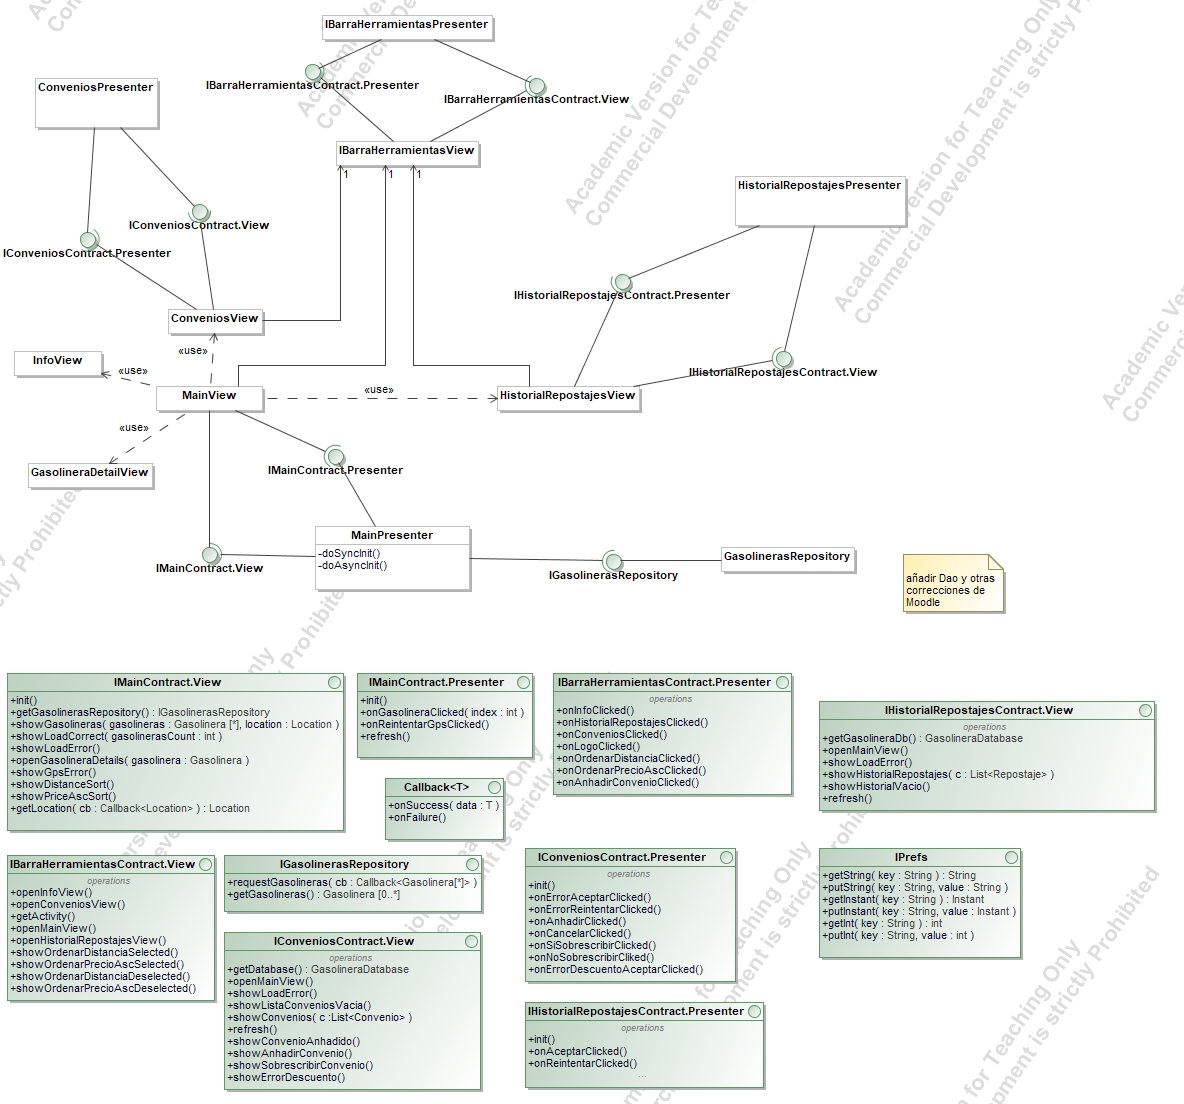 IBarraHerramientasPresenter
IBarraHerramientasContract.Presenter
IBarraHerramientasContract.View
ConveniosPresenter
IBarraHerramientasView
1
1
1
HistorialRepostajesPresenter
IConveniosContract.View
IConveniosContract.Presenter
IHistorialRepostajesContract.Presenter
ConveniosView
«use»
InfoView
«use»
IHistorialRepostajesContract.View
MainView
«use»
HistorialRepostajesView
«use»
GasolineraDetailView
IMainContract.Presenter
MainPresenter
-doSyncInit()
-doAsyncInit()
IMainContract.View
IGasolinerasRepository
GasolinerasRepository
añadir Dao y otras
correcciones de
Moodle
IMainContract.View
+init()
+getGasolinerasRepository() : IGasolinerasRepository
+showGasolineras( gasolineras : Gasolinera [*], location : Location )
+showLoadCorrect( gasolinerasCount : int )
+showLoadError()
+openGasolineraDetails( gasolinera : Gasolinera )
+showGpsError()
+showDistanceSort()
+showPriceAscSort()
+getLocation( cb : Callback<Location> ) : Location
IMainContract.Presenter
+init()
+onGasolineraClicked( index : int )
+onReintentarGpsClicked()
+refresh()
Callback<T>
+onSuccess( data : T )
+onFailure()
IBarraHerramientasContract.Presenter
operations
+onInfoClicked()
+onHistorialRepostajesClicked()
+onConveniosClicked()
+onLogoClicked()
+onOrdenarDistanciaClicked()
+onOrdenarPrecioAscClicked()
+onAnhadirConvenioClicked()
IHistorialRepostajesContract.View
operations
+getGasolineraDb() : GasolineraDatabase
+openMainView()
+showLoadError()
+showHistorialRepostajes( c : List<Repostaje> )
+showHistorialVacio()
+refresh()
IBarraHerramientasContract.View
operations
+openInfoView()
+openConveniosView()
+getActivity()
+openMainView()
+openHistorialRepostajesView()
+showOrdenarDistanciaSelected()
+showOrdenarPrecioAscSelected()
+showOrdenarDistanciaDeselected()
+showOrdenarPrecioAscDeselected()
IGasolinerasRepository
+requestGasolineras( cb : Callback<Gasolinera[*]> )
+getGasolineras() : Gasolinera [0..*]
IConveniosContract.View
operations
+getDatabase() : GasolineraDatabase
+openMainView()
+showLoadError()
+showListaConveniosVacia()
+showConvenios( c :List<Convenio> )
+refresh()
+showConvenioAnhadido()
+showAnhadirConvenio()
+showSobrescribirConvenio()
+showErrorDescuento()
IConveniosContract.Presenter
operations
+init()
+onErrorAceptarClicked()
+onErrorReintentarClicked()
+onAnhadirClicked()
+onCancelarClicked()
+onSiSobrescribirClicked()
+onNoSobrescribirCliked()
+onErrorDescuentoAceptarClicked()
IPrefs
+getString( key : String ) : String
+putString( key : String, value : String )
+getInstant( key : String ) : Instant
+putInstant( key : String, value : Instant )
+getInt( key : String ) : int
+putInt( key : String, value : int )
IHistorialRepostajesContract.Presenter
operations
+init()
+onAceptarClicked()
+onReintentarClicked()
...
Academic Version for Teaching Only
Commercial Development is strictly Prohibited